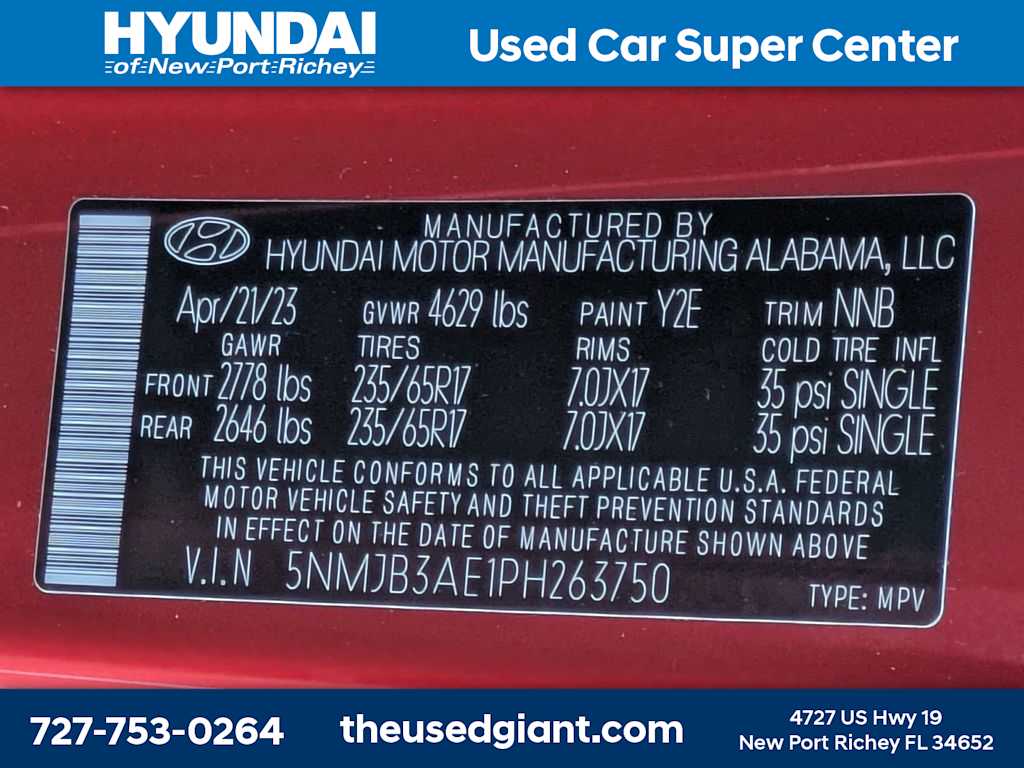 HYUNDAI
of New Port Richey
Used Car Super Center
MANUFACTURED BY
HYUNDAI MOTOR MANUFACTURING ALABAMA, LLC
Apr/21/23 GVWR 4629 lbs PAINT Y2E TRIM NNB
GAWR TIRES RIMS COLD TIRE INFL
FRONT 2778 lbs 235/65R17 7.0JX17 35 psi SINGLE
REAR 2646 lbs 235/65R17 7.0JX17 35 psi SINGLE
THIS VEHICLE CONFORMS TO ALL APPLICABLE U.S.A. FEDERAL
MOTOR VEHICLE SAFETY AND THEFT PREVENTION STANDARDS
IN EFFECT ON THE DATE OF MANUFACTURE SHOWN ABOVE
V.I.N 5NMJB3AE1PH263750
TYPE: MPV
727-753-0264
theusedgiant.com
4727 US Hwy 19
New Port Richey FL 34652